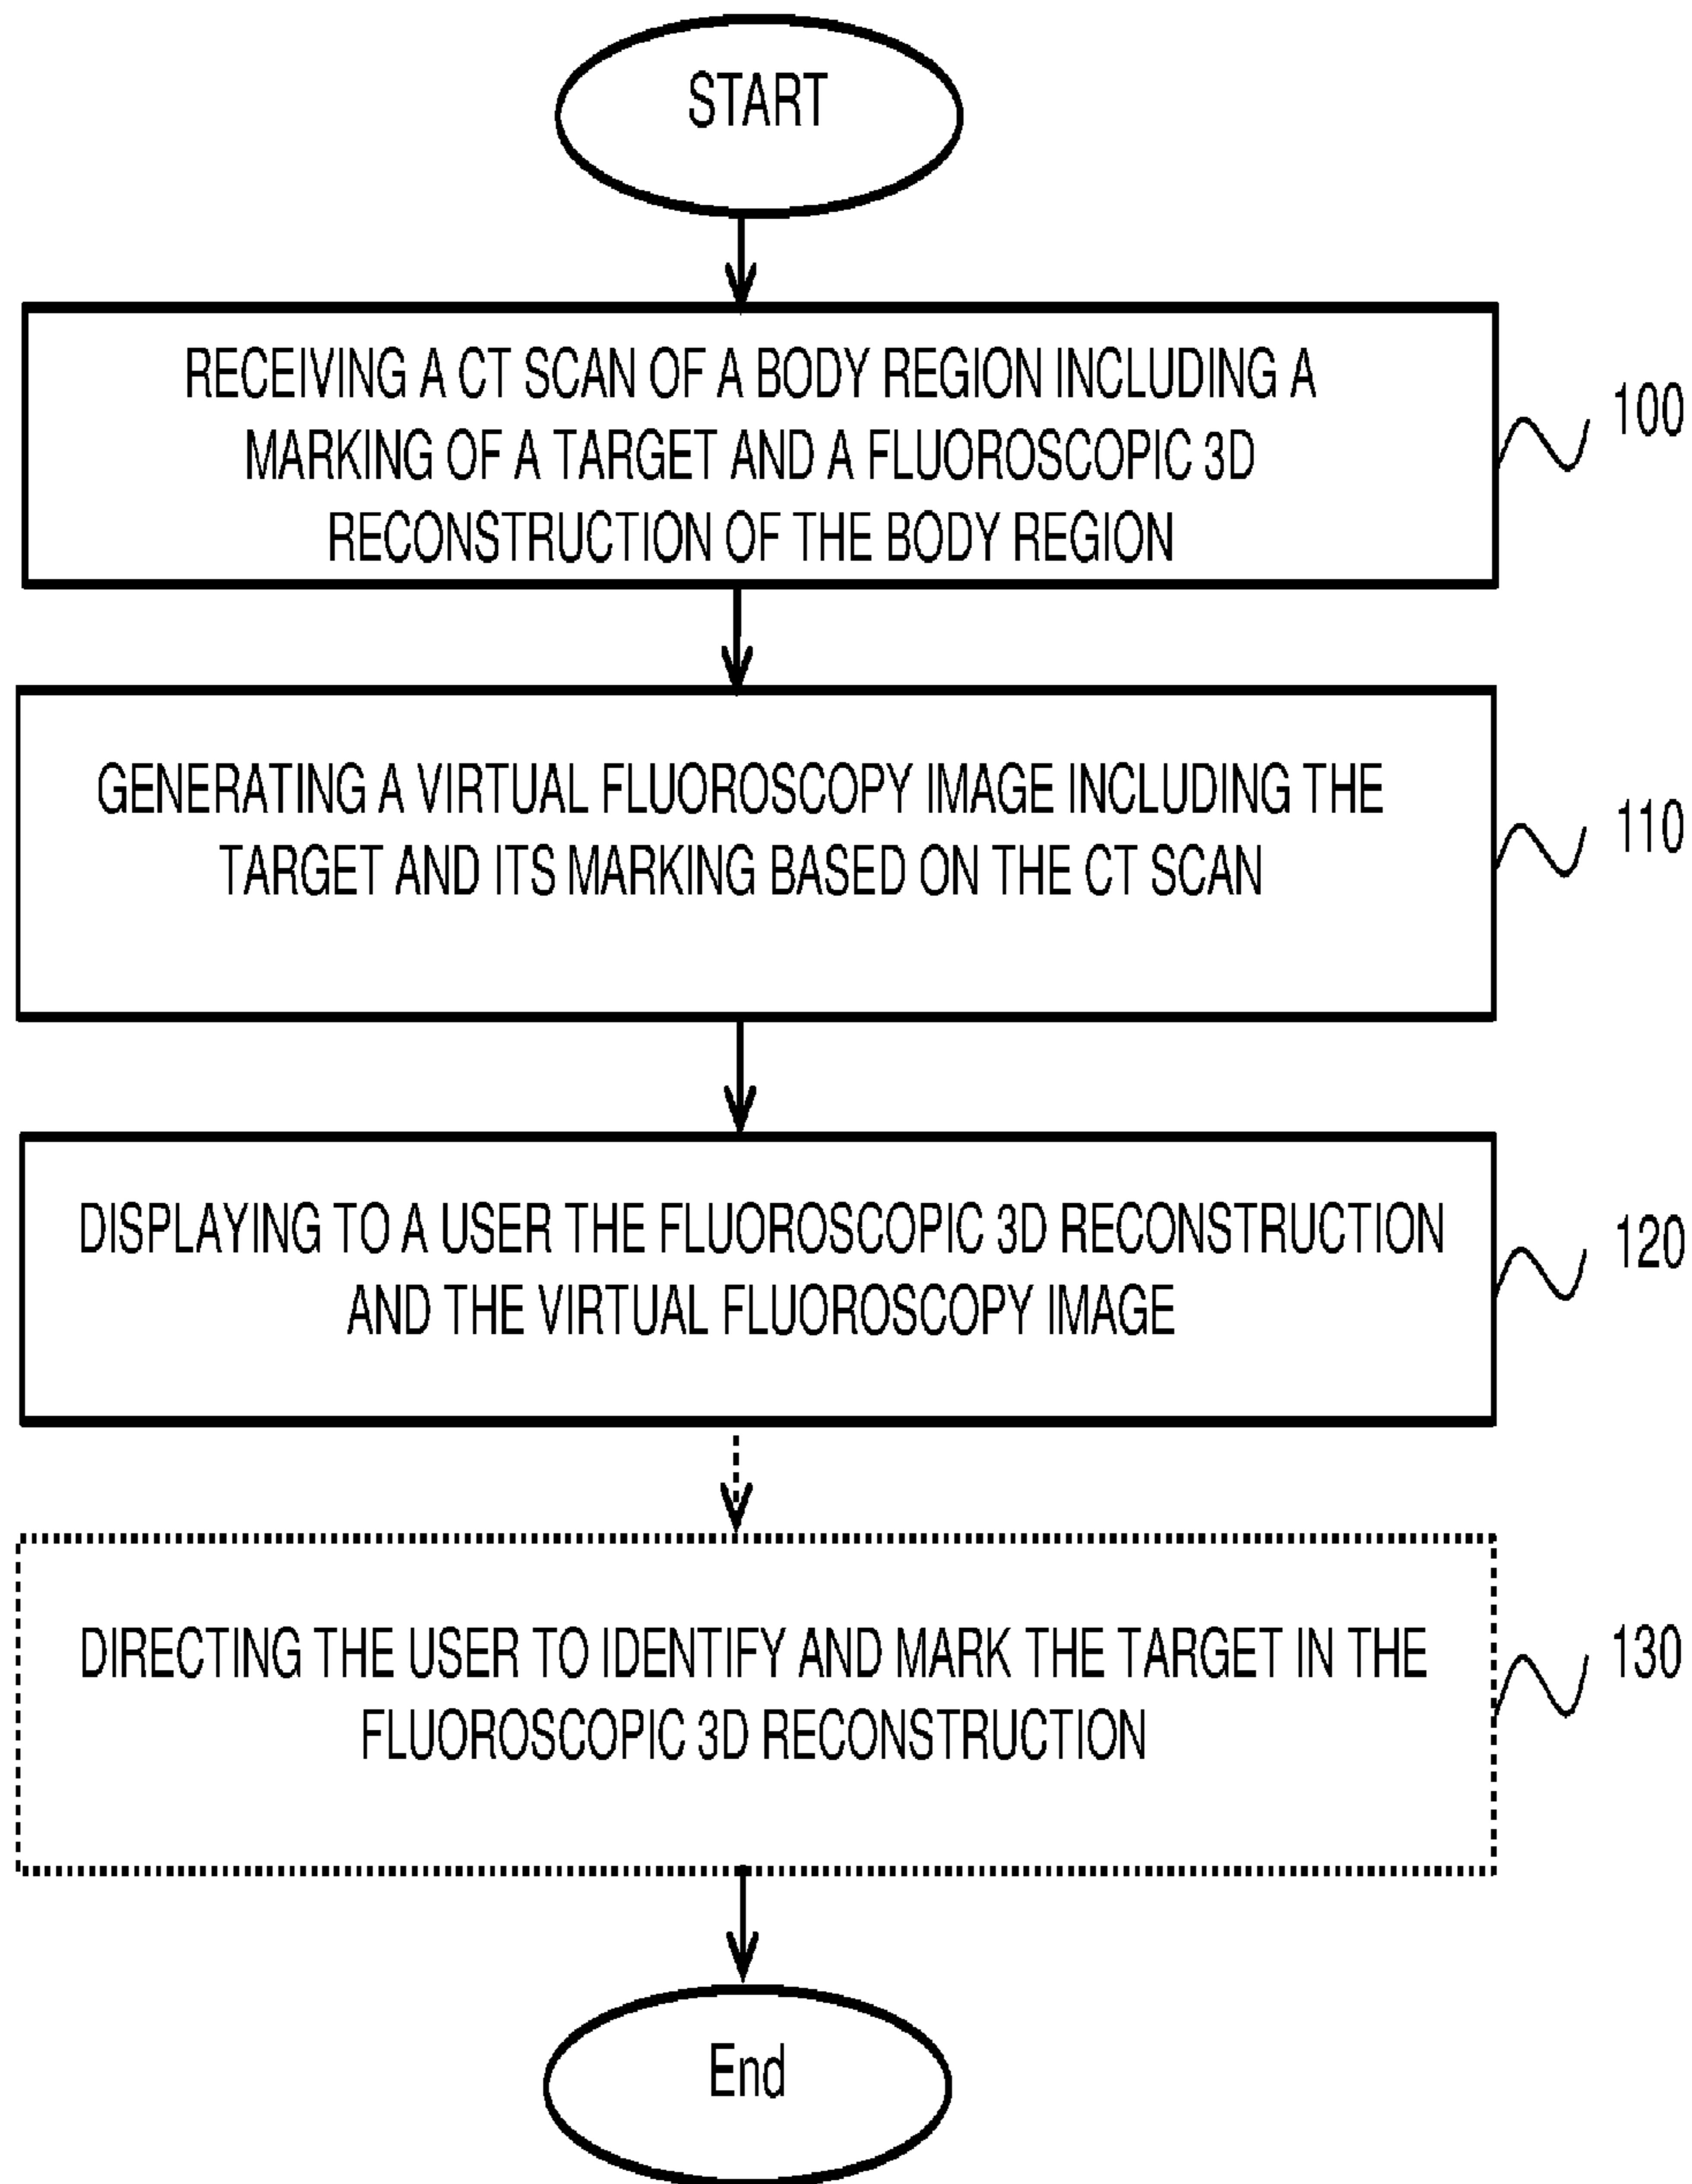 START
RECEIVING A CT SCAN OF A BODY REGION INCLUDING A
MARKING OF A TARGET AND A FLUOROSCOPIC 3D
RECONSTRUCTION OF THE BODY REGION
100
GENERATING A VIRTUAL FLUOROSCOPY IMAGE INCLUDING THE
TARGET AND ITS MARKING BASED ON THE CT SCAN
110
DISPLAYING TO A USER THE FLUOROSCOPIC 3D RECONSTRUCTION
AND THE VIRTUAL FLUOROSCOPY IMAGE
120
DIRECTING THE USER TO IDENTIFY AND MARK THE TARGET IN THE
FLUOROSCOPIC 3D RECONSTRUCTION
130
End